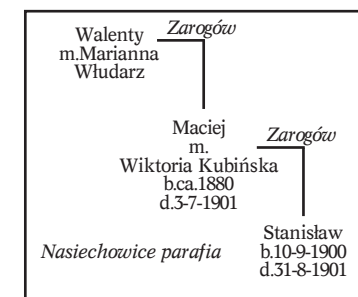 Walenty Zarogów
m.Marianna
Włudarz
Maciej Zarogów
m.
Wiktoria Kubińska
b.ca.1880
d.3-7-1901
Stanisław
Nasiechowice parafia b.10-9-1900
d.31-8-1901